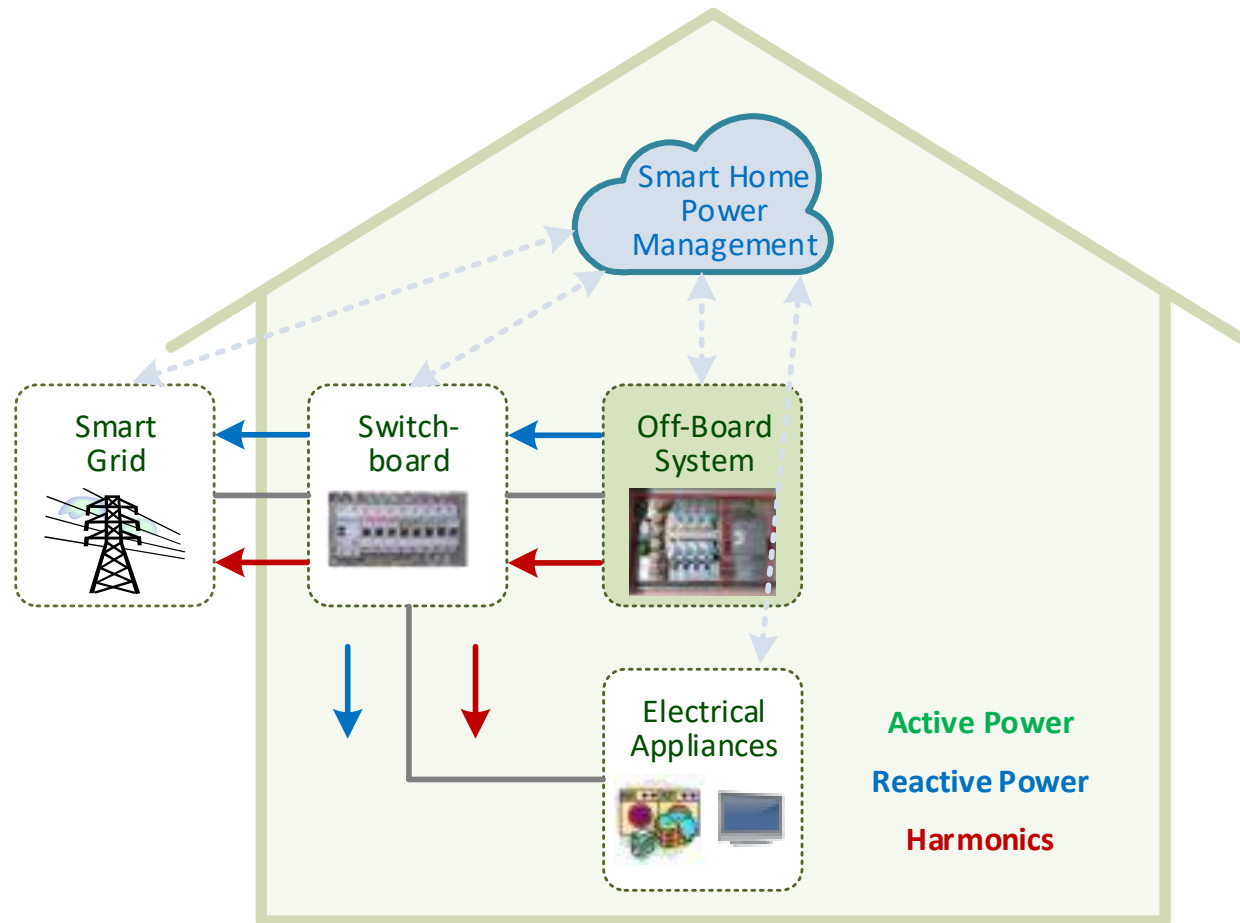 Smart Home
Power
Management
Smart
Grid
Switch-
board
Off-Board
System
Electrical
Appliances
Active Power
Reactive Power
Harmonics